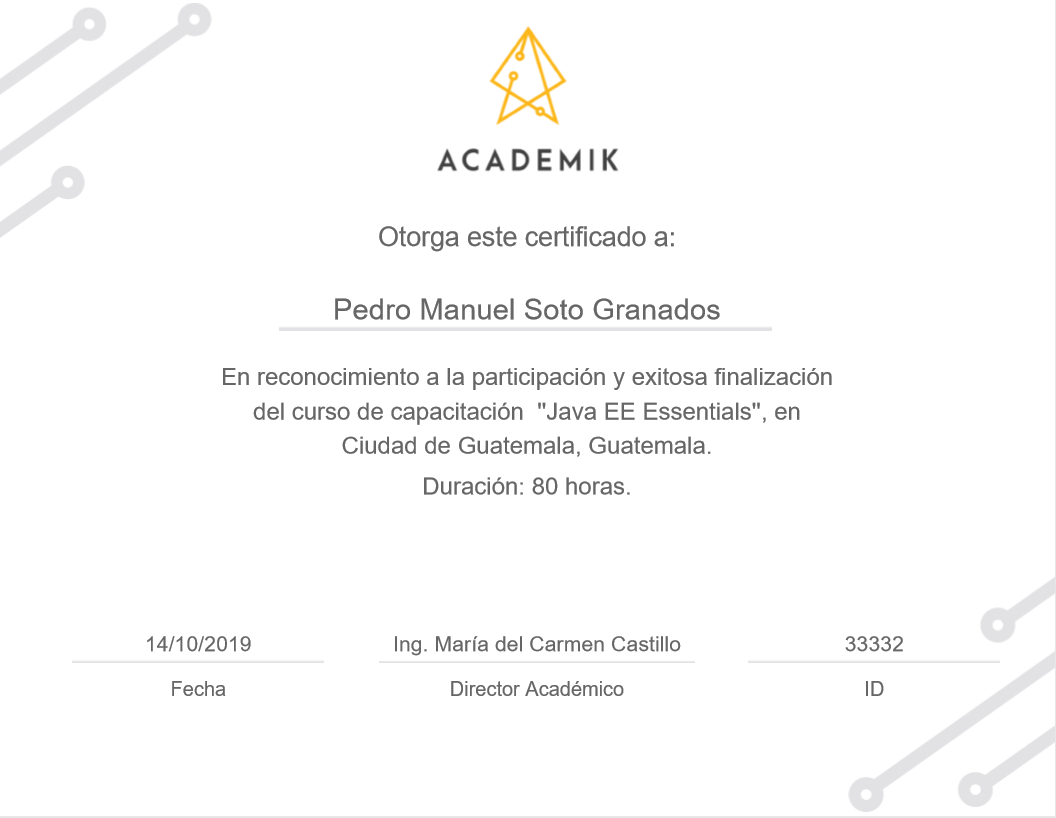 ACADEMIK
Otorga este certificado a:
Pedro Manuel Soto Granados
En reconocimiento a la participación y exitosa finalización
del curso de capacitación  "Java EE Essentials", en
Ciudad de Guatemala, Guatemala.
Duración: 80 horas.
14/10/2019
Fecha
Ing. María del Carmen Castillo
Director Académico
33332
ID